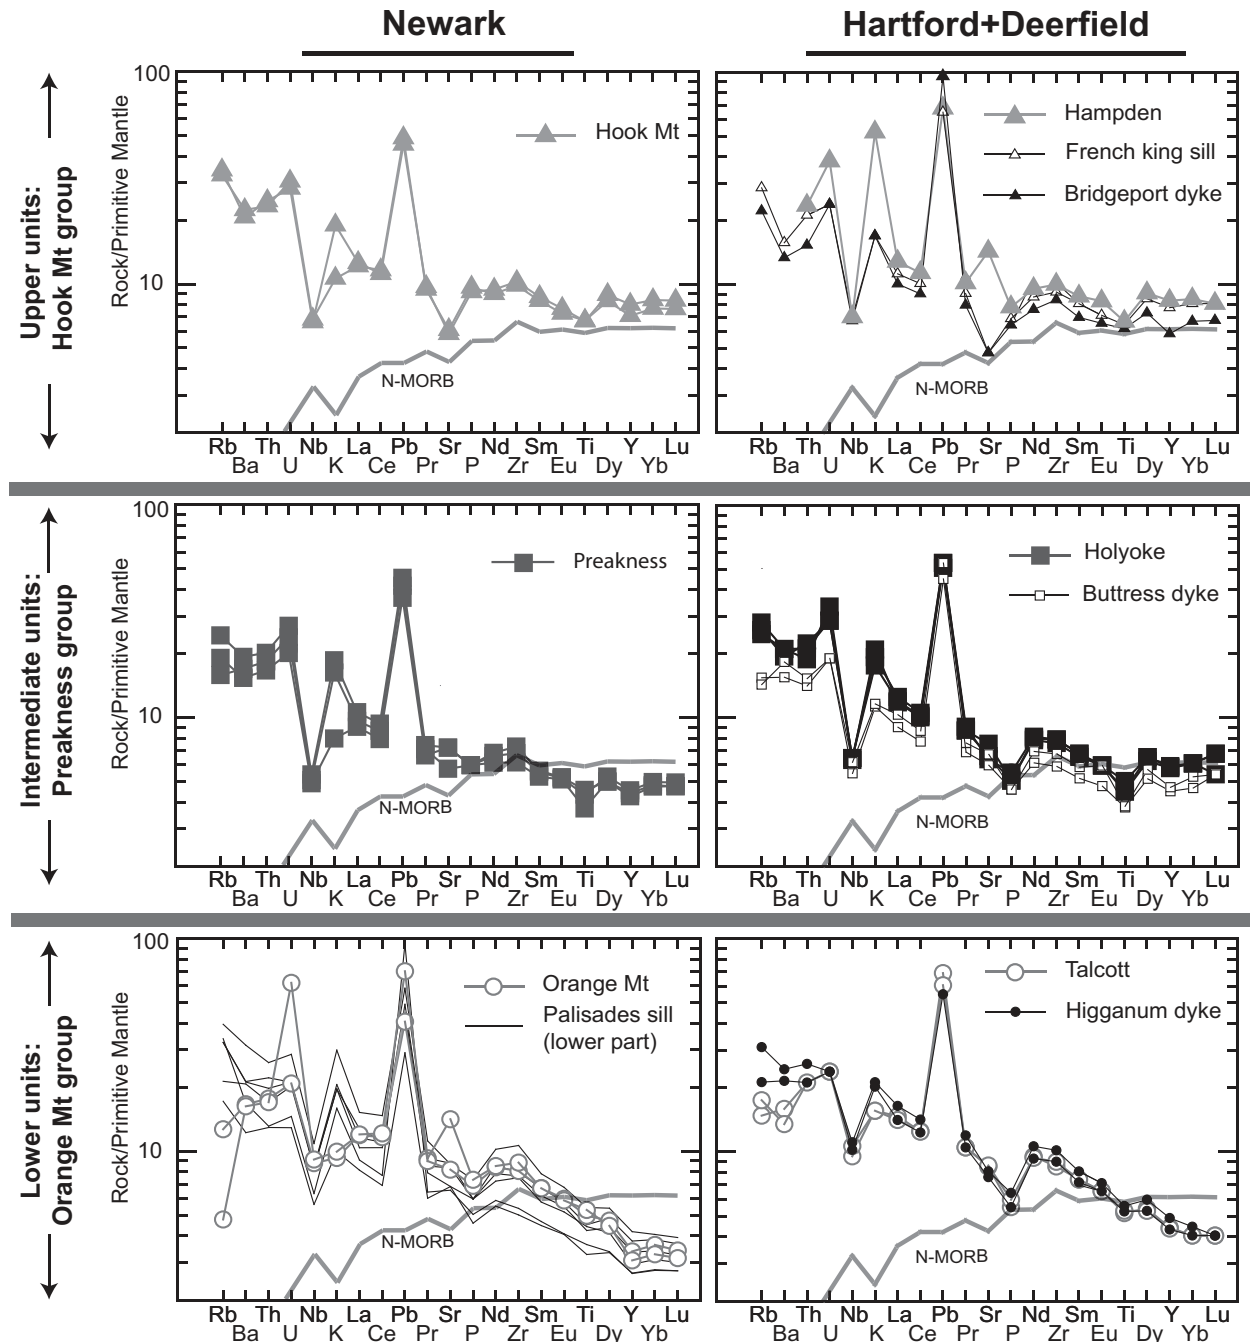 Newark
Hartford+Deerfield
Upper units:
Hook Mt group
Rock/Primitive Mantle
100
10
Hook Mt
N-MORB
Rb Th Nb La Pb Sr Nd Sm Ti Y Lu
Ba U K Ce Pr P Zr Eu Dy Yb
Hampden
French king sill
Bridgeport dyke
N-MORB
Rb Th Nb La Pb Sr Nd Sm Ti Y Lu
Ba U K Ce Pr P Zr Eu Dy Yb
Intermediate units:
Preakness group
Rock/Primitive Mantle
100
10
Preakness
N-MORB
Rb Th Nb La Pb Sr Nd Sm Ti Y Lu
Ba U K Ce Pr P Zr Eu Dy Yb
Holyoke
Buttress dyke
N-MORB
Rb Th Nb La Pb Sr Nd Sm Ti Y Lu
Ba U K Ce Pr P Zr Eu Dy Yb
Lower units:
Orange Mt group
Rock/Primitive Mantle
100
10
Orange Mt
Palisades sill
(lower part)
N-MORB
Rb Th Nb La Pb Sr Nd Sm Ti Y Lu
Ba U K Ce Pr P Zr Eu Dy Yb
Talcott
Higganum dyke
N-MORB
Rb Th Nb La Pb Sr Nd Sm Ti Y Lu
Ba U K Ce Pr P Zr Eu Dy Yb